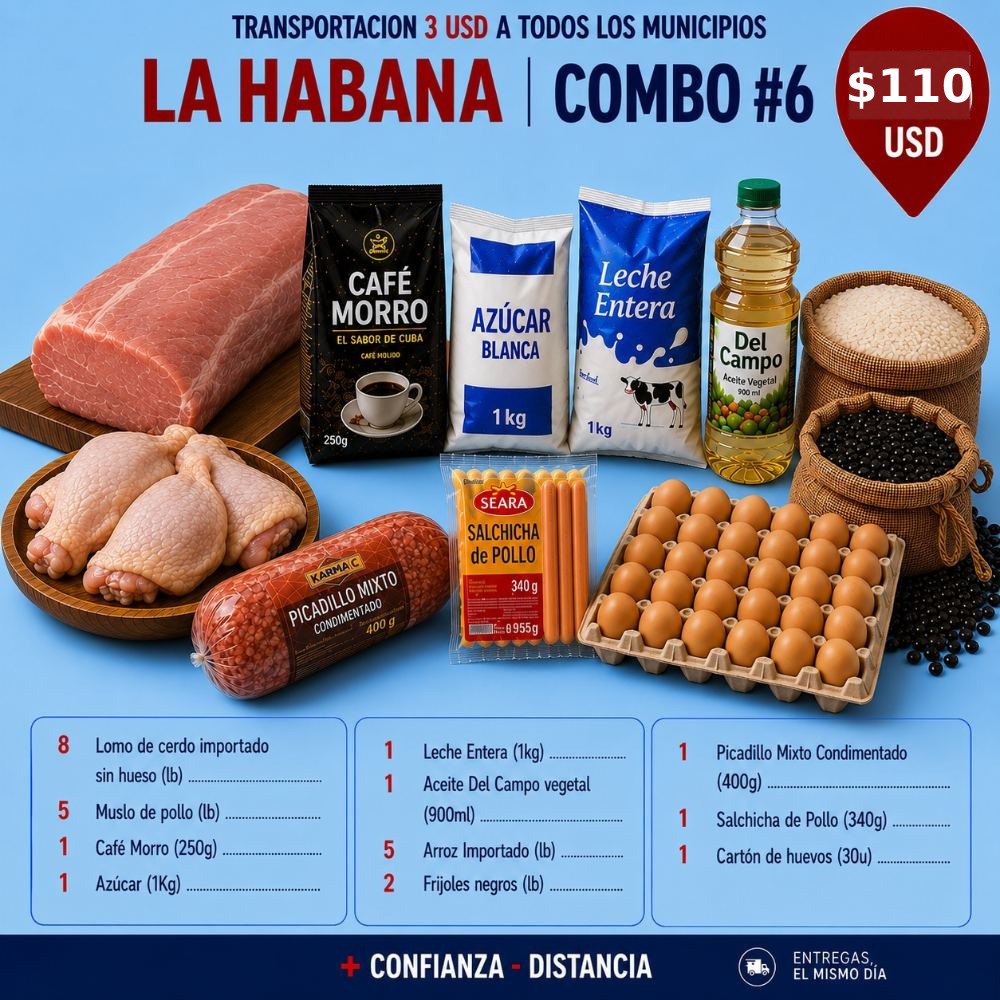 TRANSPORTACION 3 USD A TODOS LOS MUNICIPIOS
LA HABANA | COMBO #6
$110
USD
CAFÉ
MORRO
EL SABOR DE CUBA
CAFÉ MOLIDO
250g
AZÚCAR
BLANCA
1 kg
Leche
Entera
1kg
Del
Campo
Aceite Vegetal
900 ml
KARMA C
PICADILLO MIXTO
CONDIMENTADO
400 g
SEARA
SALCHICHA
de POLLO
340 g
8 955g
8 Lomo de cerdo importado
sin hueso (lb)
5 Muslo de pollo (lb)
1 Café Morro (250g)
1 Azúcar (1Kg)
1 Leche Entera (1kg)
1 Aceite Del Campo vegetal
(900ml)
5 Arroz Importado (lb)
2 Frijoles negros (lb)
1 Picadillo Mixto Condimentado
(400g)
1 Salchicha de Pollo (340g)
1 Cartón de huevos (30u)
+ CONFIANZA - DISTANCIA
ENTREGAS,
EL MISMO DÍA